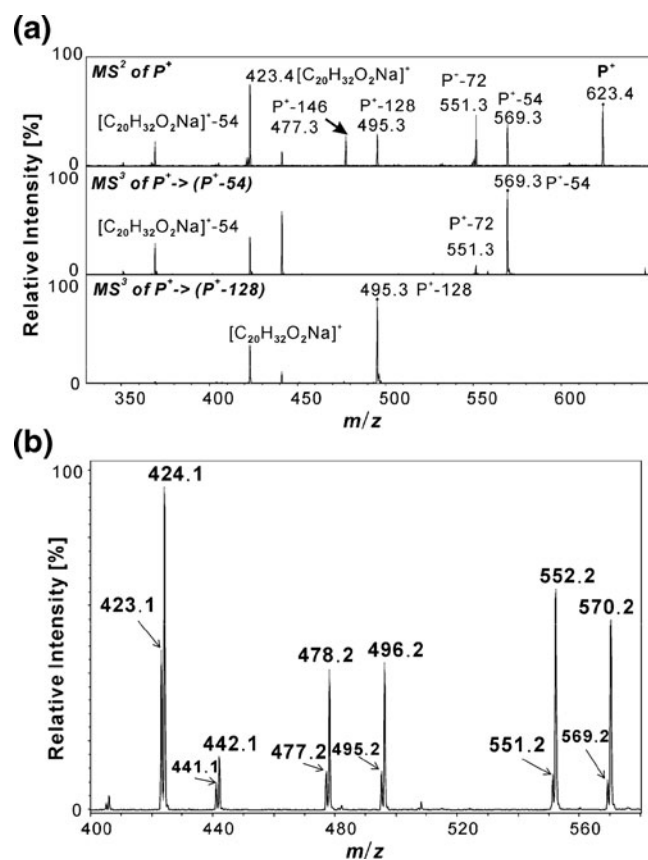 (a)
100
MS² of P⁺
423.4 [C₂₀H₃₂O₂Na]⁺
P⁺-72
551.3
P⁺
623.4
P⁺-146
477.3
P⁺-128
495.3
P⁺-54
569.3
[C₂₀H₃₂O₂Na]⁺-54
0
MS³ of P⁺-> (P⁺-54)
569.3 P⁺-54
[C₂₀H₃₂O₂Na]⁺-54
P⁺-72
551.3
0
MS³ of P⁺-> (P⁺-128)
495.3 P⁺-128
[C₂₀H₃₂O₂Na]⁺
0
350 400 450 500 550 600
m/z
Relative Intensity [%]
(b)
100
424.1
423.1
552.2
570.2
478.2
496.2
442.1
441.1
477.2
495.2
551.2
569.2
0
400 440 480 520 560
m/z
Relative Intensity [%]